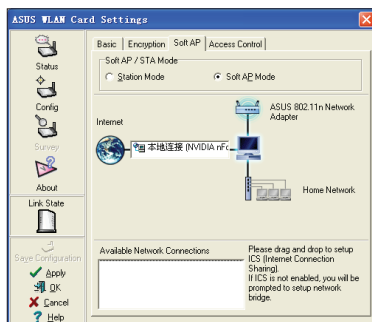 ASUS WLAN Card Settings
Basic
Encryption
Soft AP
Access Control
Soft AP / STA Mode
Station Mode
Soft AP Mode
Status
Config
Survey
About
Link State
Save Configuration
Apply
OK
Cancel
Help
Internet
本地连接 (NVIDIA nFc
ASUS 802.11n Network
Adapter
Home Network
Available Network Connections
Please drag and drop to setup
ICS (Internet Connection
Sharing).
If ICS is not enabled, you will be
prompted to setup network
bridge.